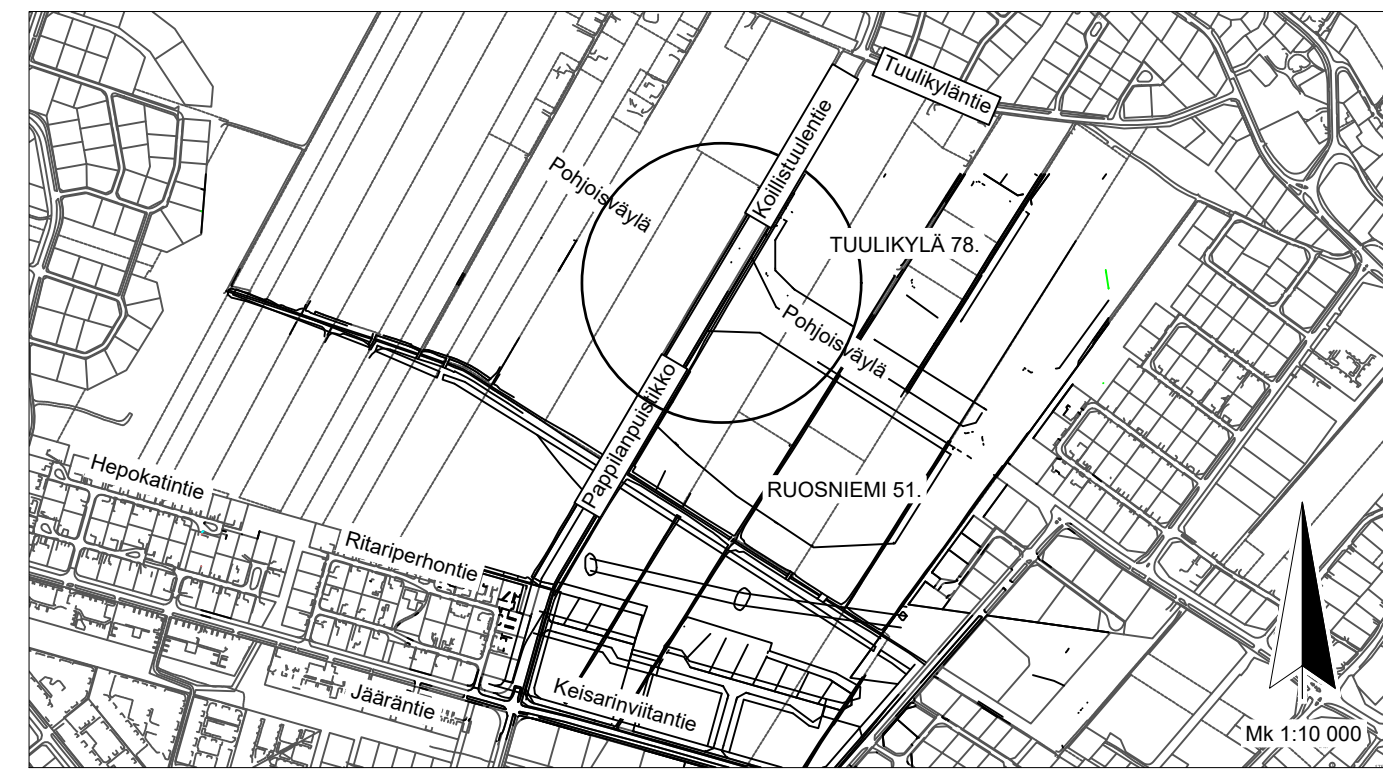 Tuulikyläntie
Koillistuulentie
Pohjoisväylä
TUULIKYLÄ 78.
Pohjoisväylä
Pappilanpuistikko
Hepokatintie
RUOSNIEMI 51.
Ritariperhontie
Keisarinviitantie
Jääräntie
Mk 1:10 000